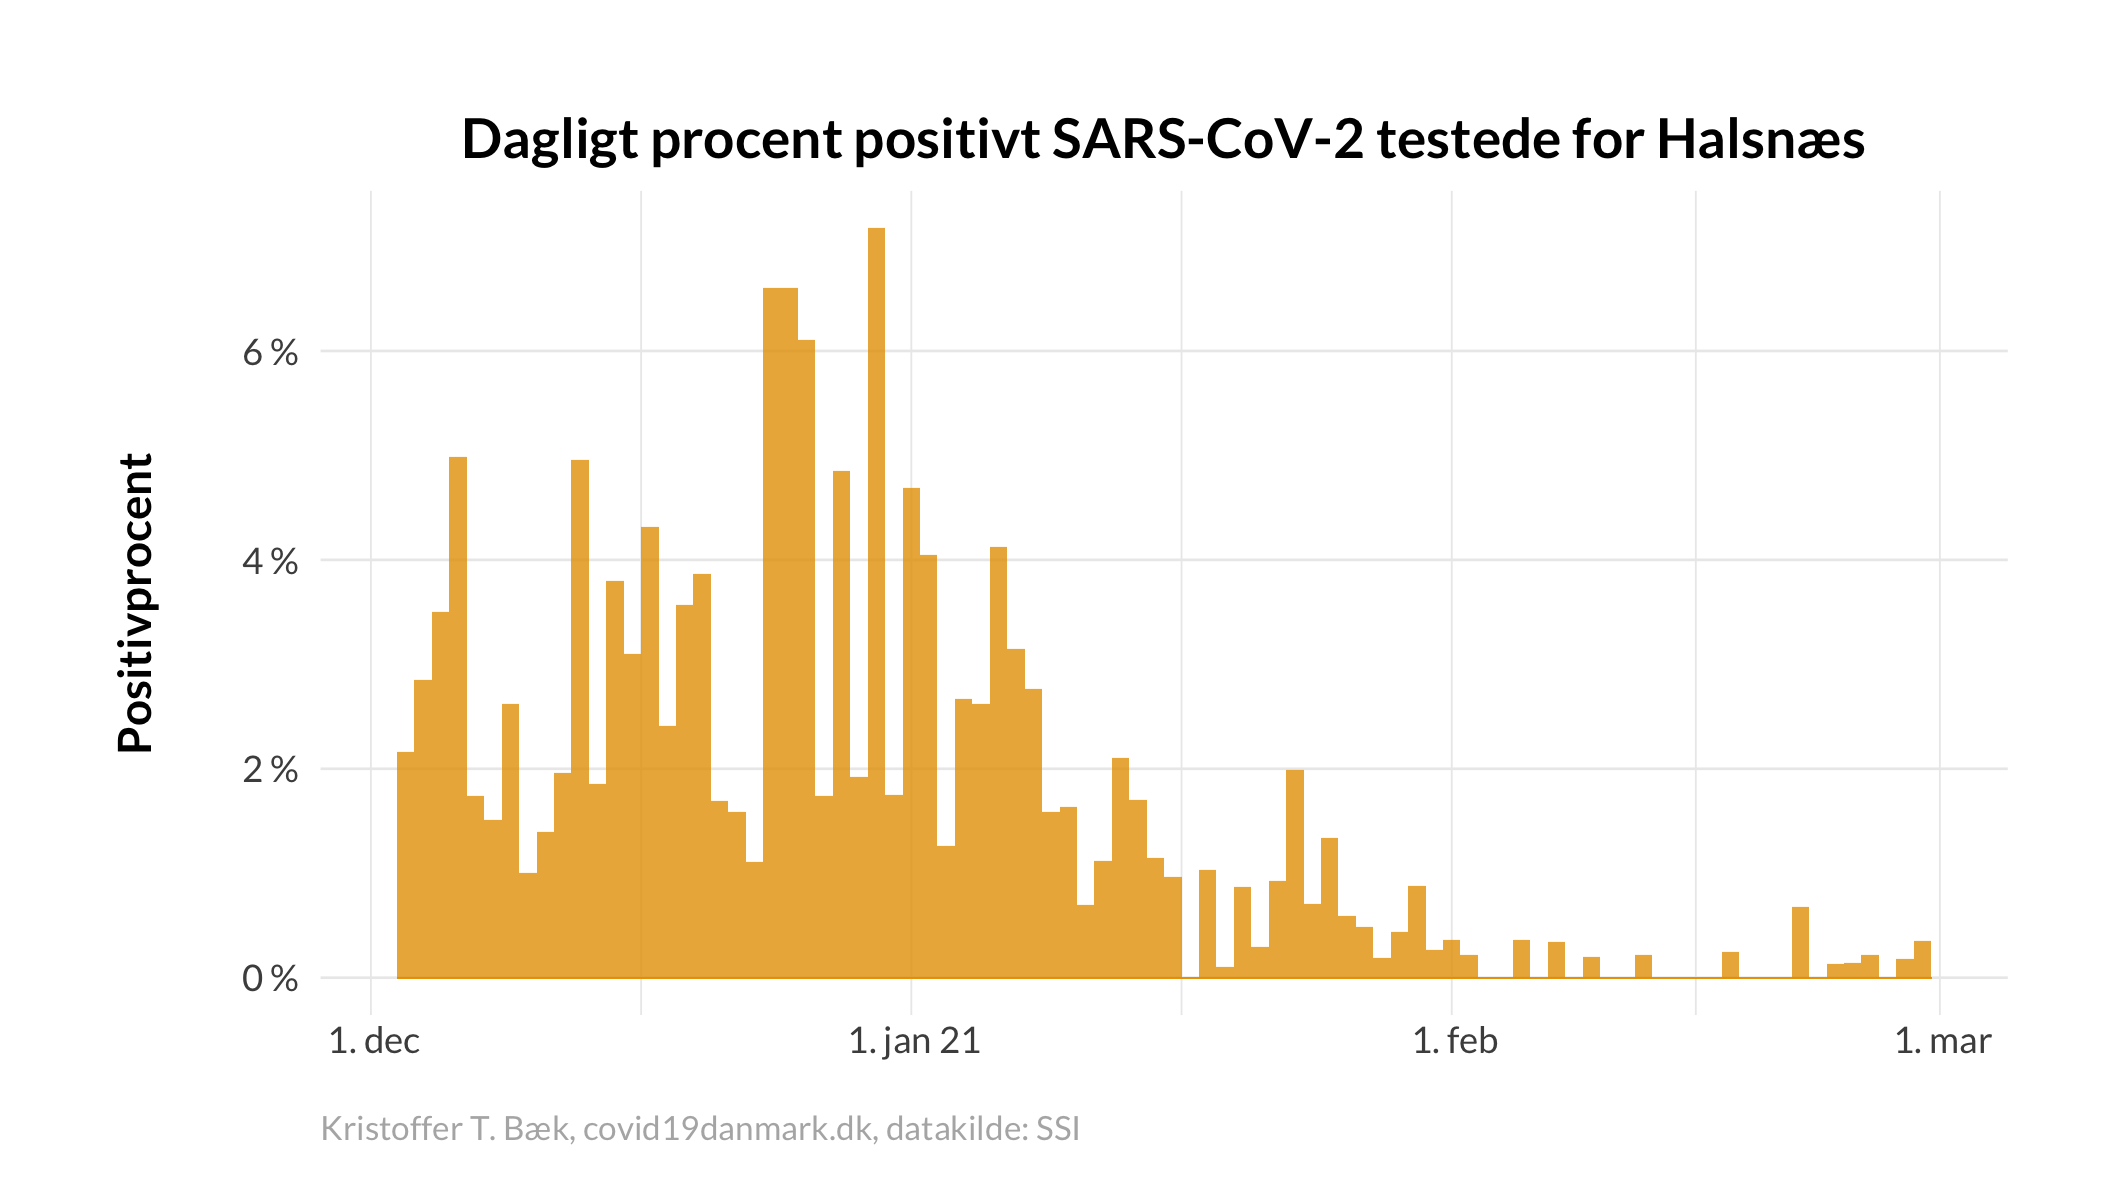 Dagligt procent positivt SARS-CoV-2 testede for Halsnæs
Positivprocent
6 %
4 %
2 %
0 %
1. dec
1. jan 21
1. feb
1. mar
Kristoffer T. Bæk, covid19danmark.dk, datakilde: SSI